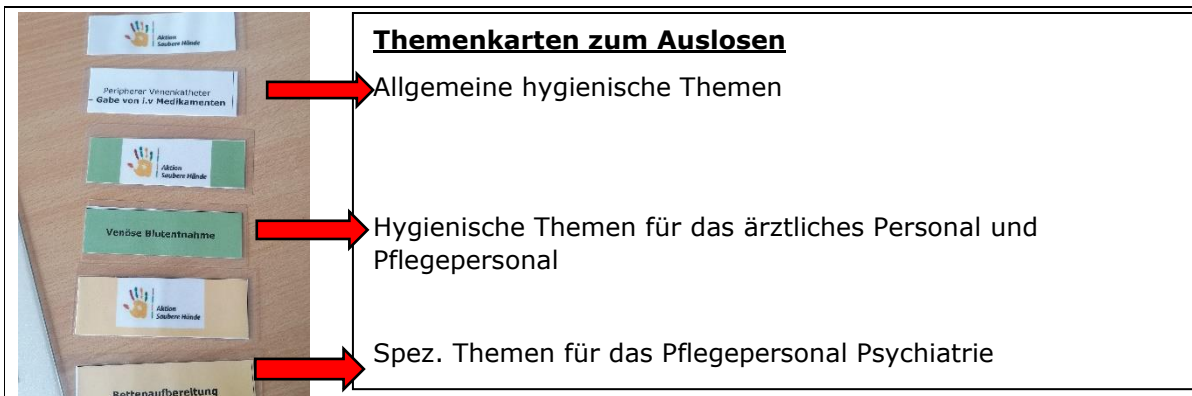 Aktion
Saubere Hände
Peripherer Venenkatheter
– Gabe von i.v Medikamenten
Aktion
Saubere Hände
Venöse Blutentnahme
Aktion
Saubere Hände
Bettenaufbereitung
Themenkarten zum Auslosen
Allgemeine hygienische Themen
Hygienische Themen für das ärztliches Personal und
Pflegepersonal
Spez. Themen für das Pflegepersonal Psychiatrie